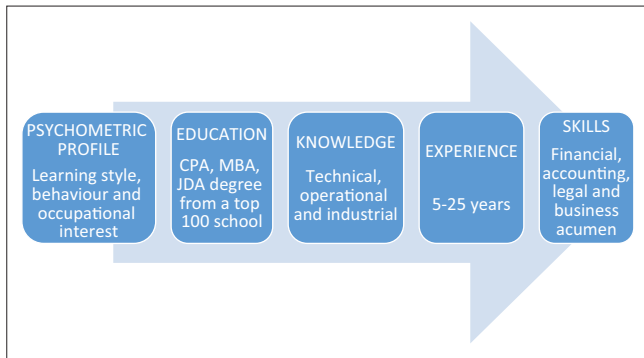 PSYCHOMETRIC
PROFILE
Learning style,
behaviour and
occupational
interest
EDUCATION
CPA, MBA,
JDA degree
from a top
100 school
KNOWLEDGE
Technical,
operational
and industrial
EXPERIENCE
5-25 years
SKILLS
Financial,
accounting,
legal and
business
acumen